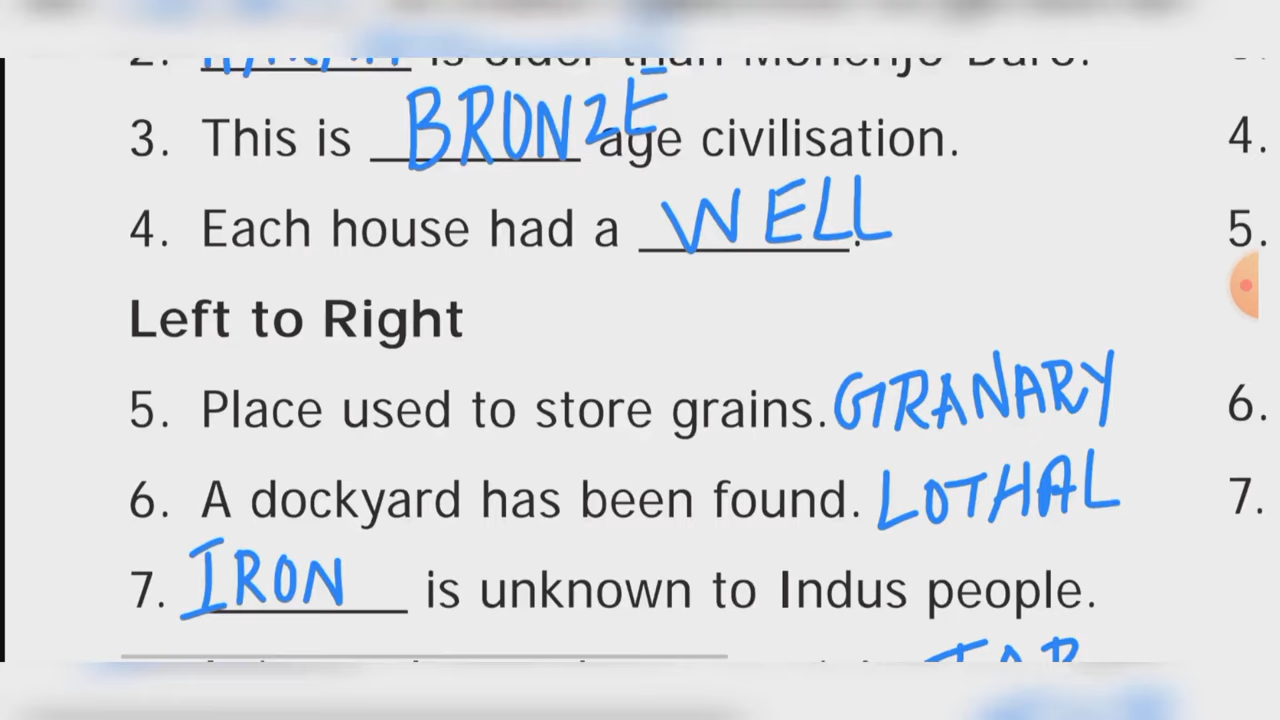 2. is older than Mohenjo Daro.
3. This is BRONZE age civilisation.
4. Each house had a WELL.
Left to Right
5. Place used to store grains. GRANARY
6. A dockyard has been found. LOTHAL
7. IRON is unknown to Indus people.
4.
5.
6.
7.